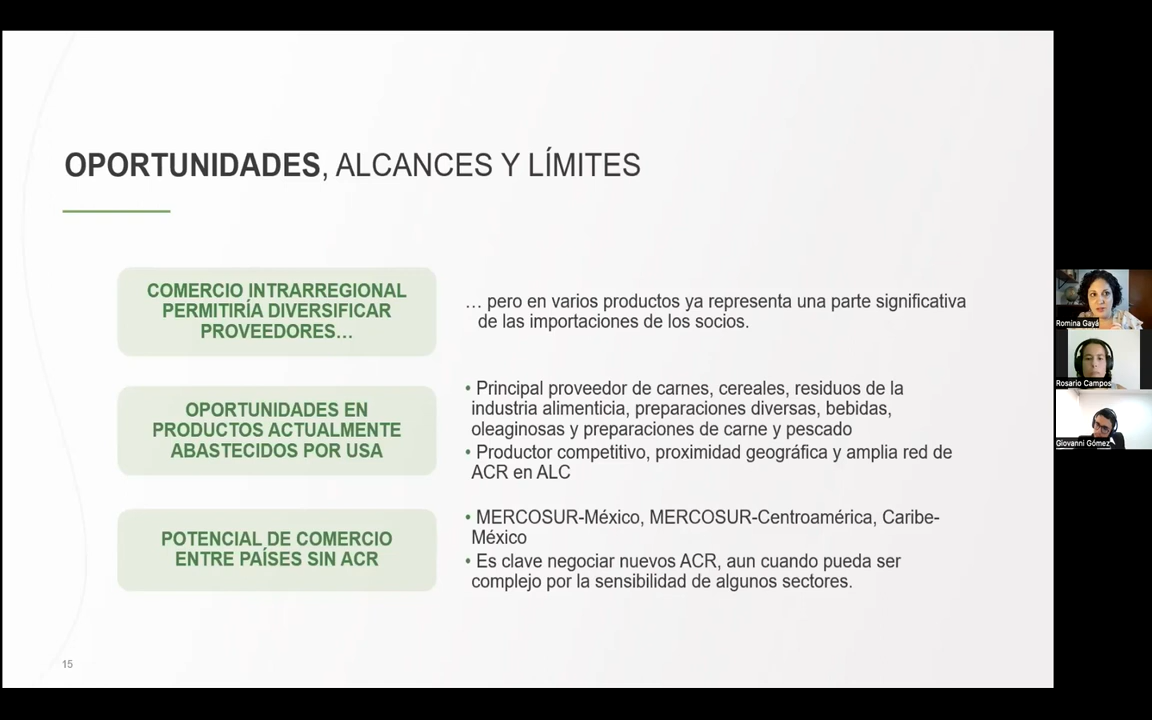 OPORTUNIDADES, ALCANCES Y LÍMITES
COMERCIO INTRARREGIONAL
PERMITIRÍA DIVERSIFICAR
PROVEEDORES…
… pero en varios productos ya representa una parte significativa
de las importaciones de los socios.
OPORTUNIDADES EN
PRODUCTOS ACTUALMENTE
ABASTECIDOS POR USA
• Principal proveedor de carnes, cereales, residuos de la
industria alimenticia, preparaciones diversas, bebidas,
oleaginosas y preparaciones de carne y pescado
• Productor competitivo, proximidad geográfica y amplia red de
ACR en ALC
POTENCIAL DE COMERCIO
ENTRE PAÍSES SIN ACR
• MERCOSUR-México, MERCOSUR-Centroamérica, Caribe-
México
• Es clave negociar nuevos ACR, aun cuando pueda ser
complejo por la sensibilidad de algunos sectores.
15
Romina Gayá
Rosario Campos
Giovanni Gómez